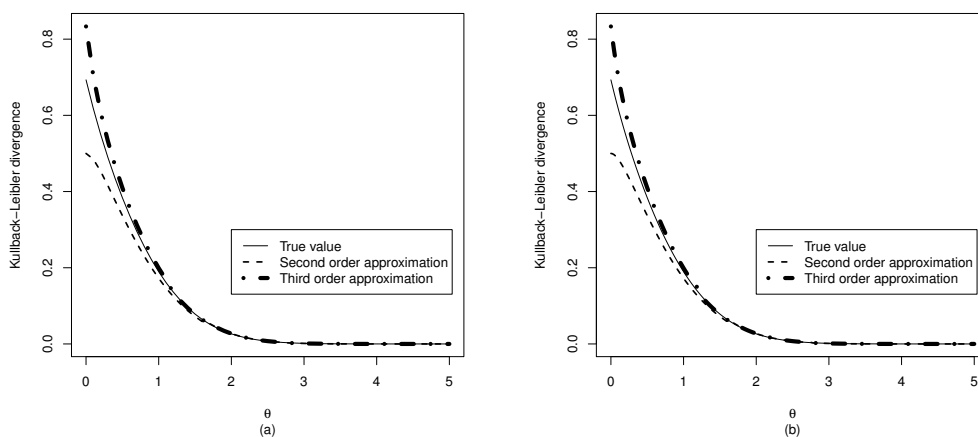 Kullback−Leibler divergence
0.8
0.6
0.4
0.2
0.0
True value
Second order approximation
Third order approximation
0 1 2 3 4 5
θ
(a)
Kullback−Leibler divergence
0.8
0.6
0.4
0.2
0.0
True value
Second order approximation
Third order approximation
0 1 2 3 4 5
θ
(b)